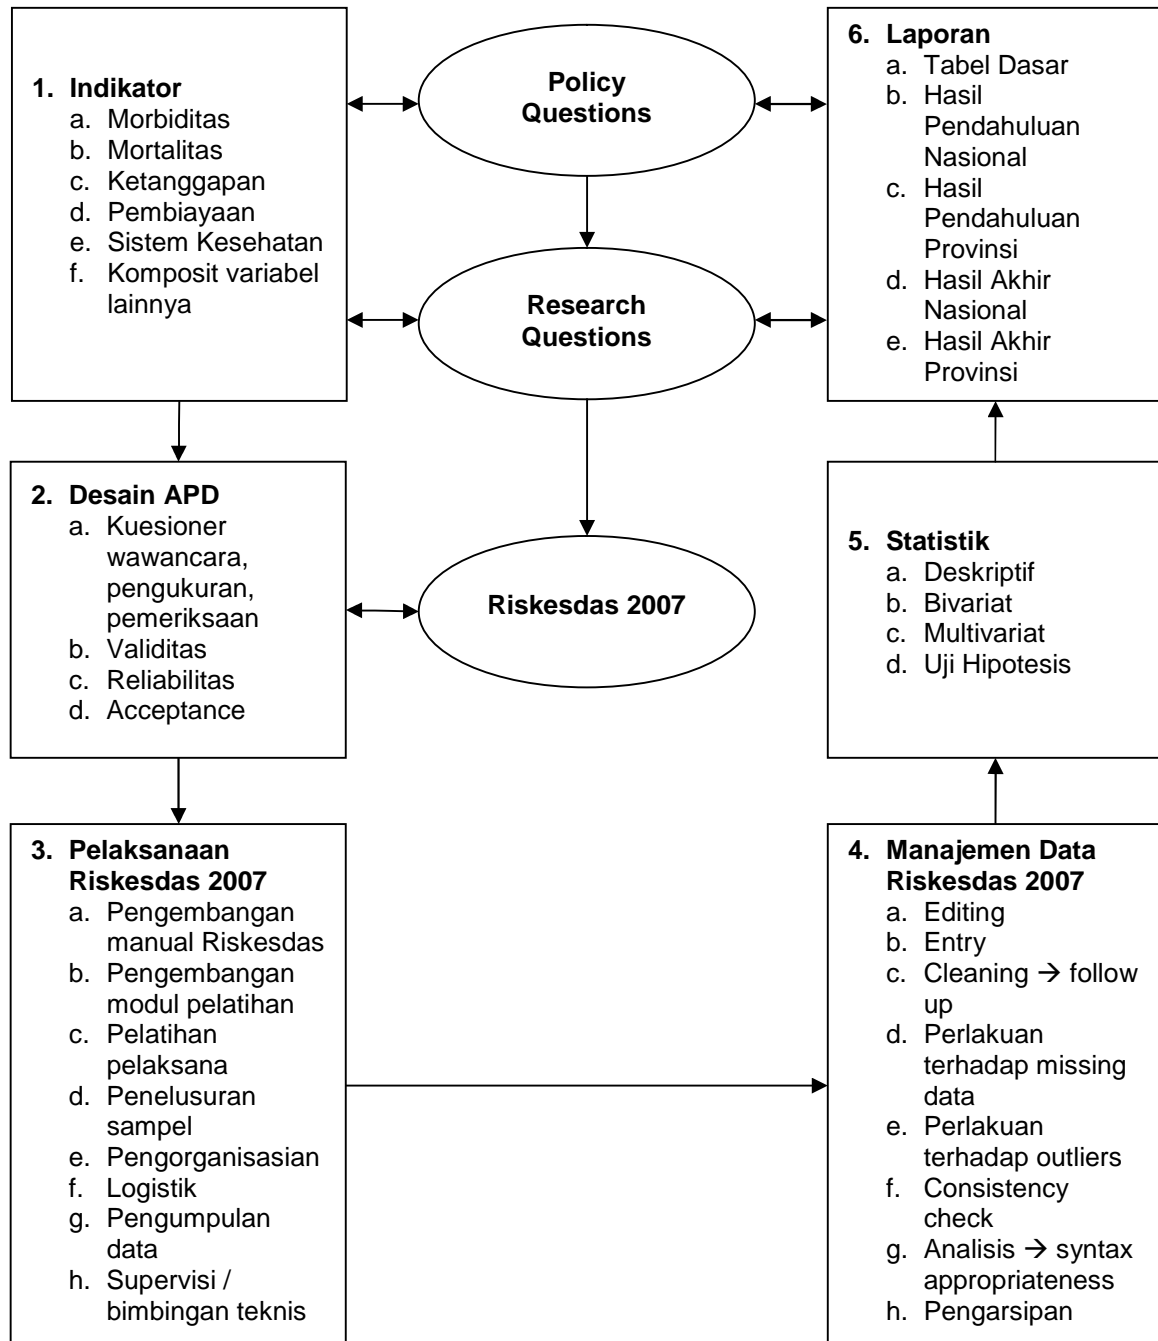 1. Indikator
a. Morbiditas
b. Mortalitas
c. Ketanggapan
d. Pembiayaan
e. Sistem Kesehatan
f. Komposit variabel
lainnya
Policy
Questions
Research
Questions
Riskesdas 2007
2. Desain APD
a. Kuesioner
wawancara,
pengukuran,
pemeriksaan
b. Validitas
c. Reliabilitas
d. Acceptance
3. Pelaksanaan
Riskesdas 2007
a. Pengembangan
manual Riskesdas
b. Pengembangan
modul pelatihan
c. Pelatihan
pelaksana
d. Penelusuran
sampel
e. Pengorganisasian
f. Logistik
g. Pengumpulan
data
h. Supervisi /
bimbingan teknis
4. Manajemen Data
Riskesdas 2007
a. Editing
b. Entry
c. Cleaning → follow
up
d. Perlakuan
terhadap missing
data
e. Perlakuan
terhadap outliers
f. Consistency
check
g. Analisis → syntax
appropriateness
h. Pengarsipan
5. Statistik
a. Deskriptif
b. Bivariat
c. Multivariat
d. Uji Hipotesis
6. Laporan
a. Tabel Dasar
b. Hasil
Pendahuluan
Nasional
c. Hasil
Pendahuluan
Provinsi
d. Hasil Akhir
Nasional
e. Hasil Akhir
Provinsi